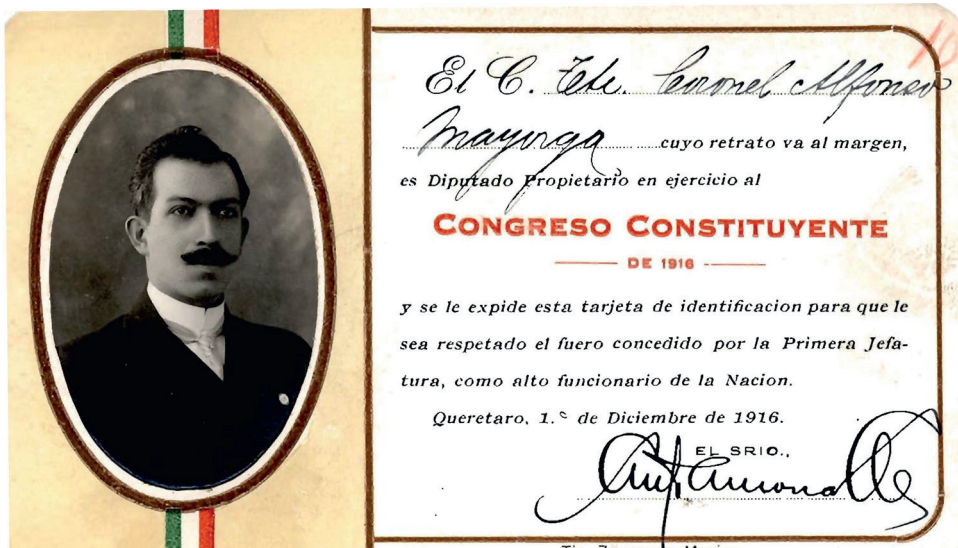 El C. Tte. Coronel Alfonso
Mayorga cuyo retrato va al margen,
es Diputado Propietario en ejercicio al
CONGRESO CONSTITUYENTE
DE 1916
y se le expide esta tarjeta de identificacion para que le
sea respetado el fuero concedido por la Primera Jefa-
tura, como alto funcionario de la Nacion.
Queretaro, 1.º de Diciembre de 1916.
EL SRIO.,